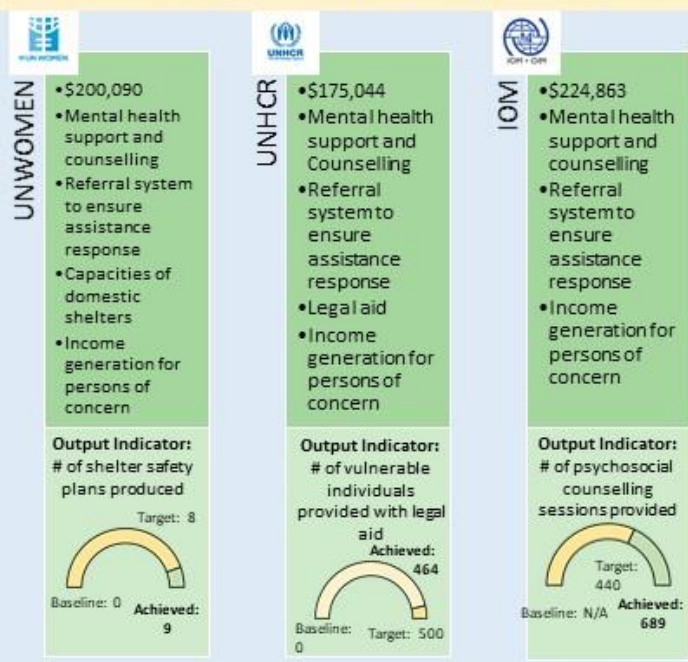 UN WOMEN
UNWOMEN
•$200,090
•Mental health
support and
counselling
•Referral system
to ensure
assistance
response
•Capacities of
domestic
shelters
•Income
generation for
persons of
concern
Output Indicator:
# of shelter safety
plans produced
Target: 8
Baseline: 0
Achieved:
9
UNHCR
UNHCR
•$175,044
•Mental health
support and
Counselling
•Referral
system to
ensure
assistance
response
•Legal aid
•Income
generation for
persons of
concern
Output Indicator:
# of vulnerable
individuals
provided with legal
aid
Achieved:
464
Baseline:
0
Target: 500
IOM • OIM
IOM
•$224,863
•Mental health
support and
counselling
•Referral
system to
ensure
assistance
response
•Income
generation for
persons of
concern
Output Indicator:
# of psychosocial
counselling
sessions provided
Target:
440
Baseline: N/A
Achieved:
689